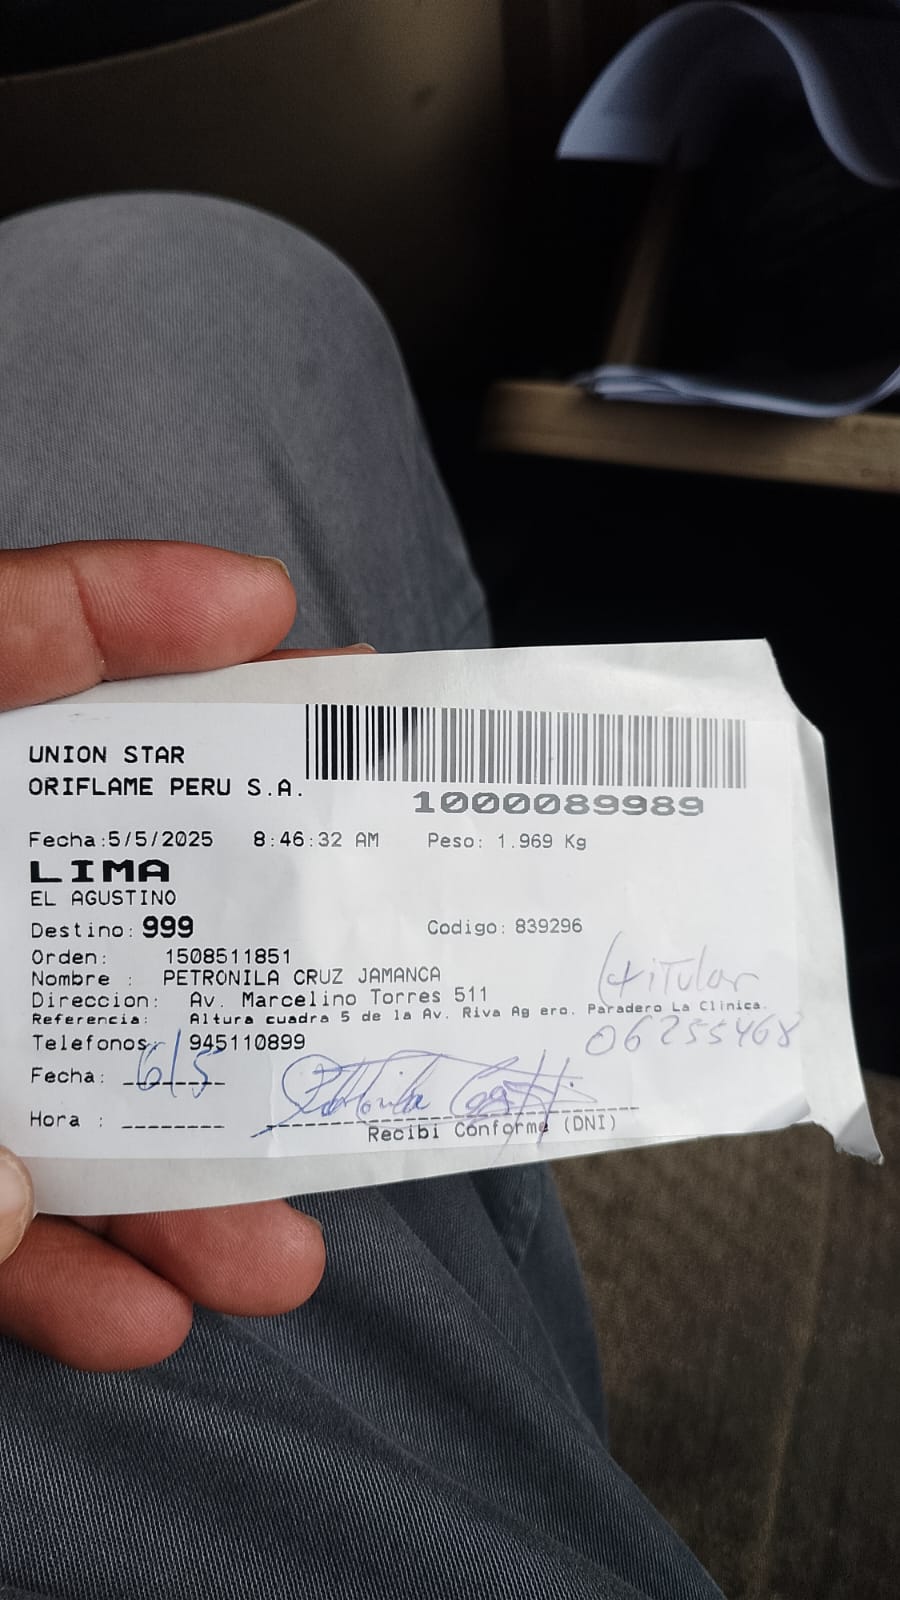 UNION STAR
ORIFLAME PERU S.A.
1000089989
Fecha:5/5/2025 8:46:32 AM Peso: 1.969 Kg
LIMA
EL AGUSTINO
Destino: 999 Codigo: 839296
Orden: 1508511851
Nombre : PETRONILA CRUZ JAMANCA
titular
Direccion: Av. Marcelino Torres 511
Referencia: Altura cuadra 5 de la Av. Riva Ag ero. Paradero La Clinica.
06255468
Telefonos: 945110899
Fecha: 6/5
Hora : ________
Recibi Conforme (DNI)